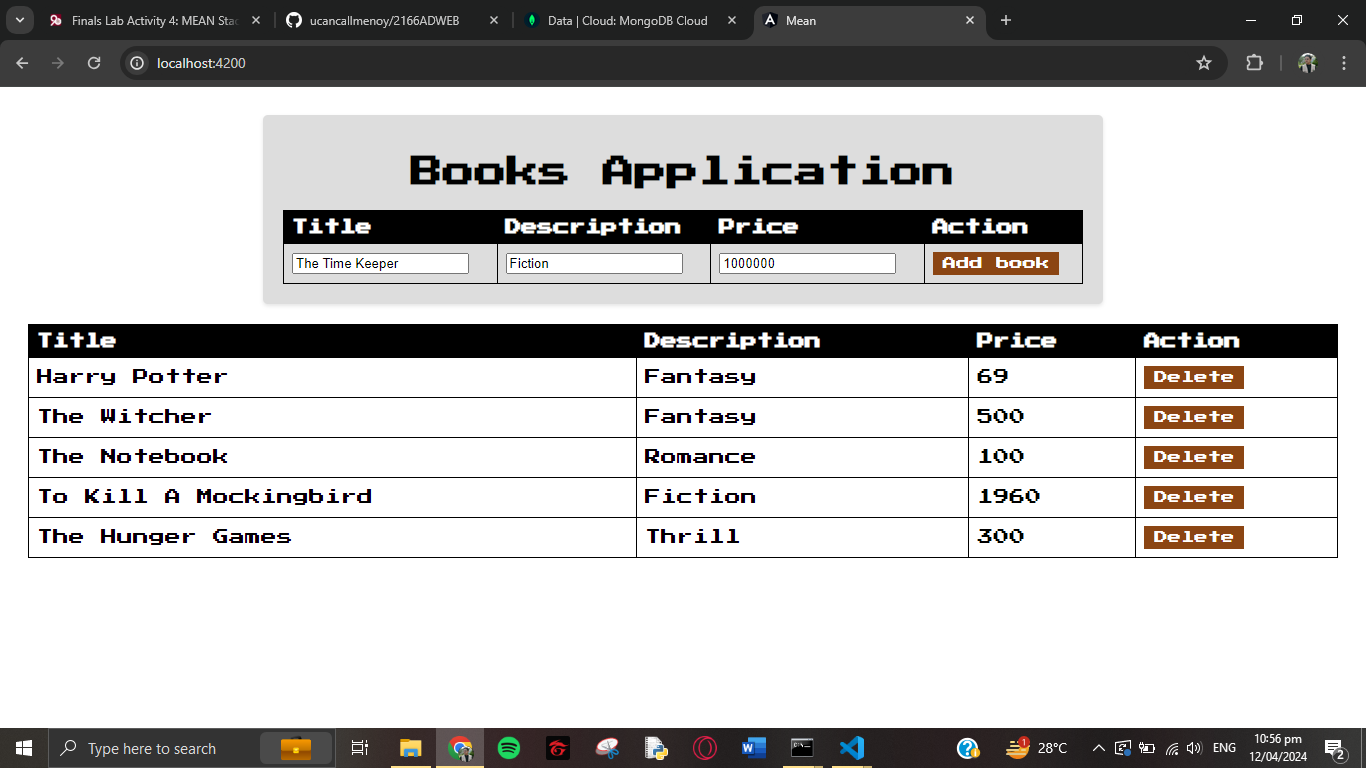 Finals Lab Activity 4: MEAN Stac
ucancallmenoy/2166ADWEB
Data | Cloud: MongoDB Cloud
Mean
localhost:4200
Books Application
Title Description Price Action
The Time Keeper Fiction 1000000 Add book
Title Description Price Action
Harry Potter Fantasy 69 Delete
The Witcher Fantasy 500 Delete
The Notebook Romance 100 Delete
To Kill A Mockingbird Fiction 1960 Delete
The Hunger Games Thrill 300 Delete
Type here to search
1
28°C
ENG
10:56 pm
12/04/2024
2